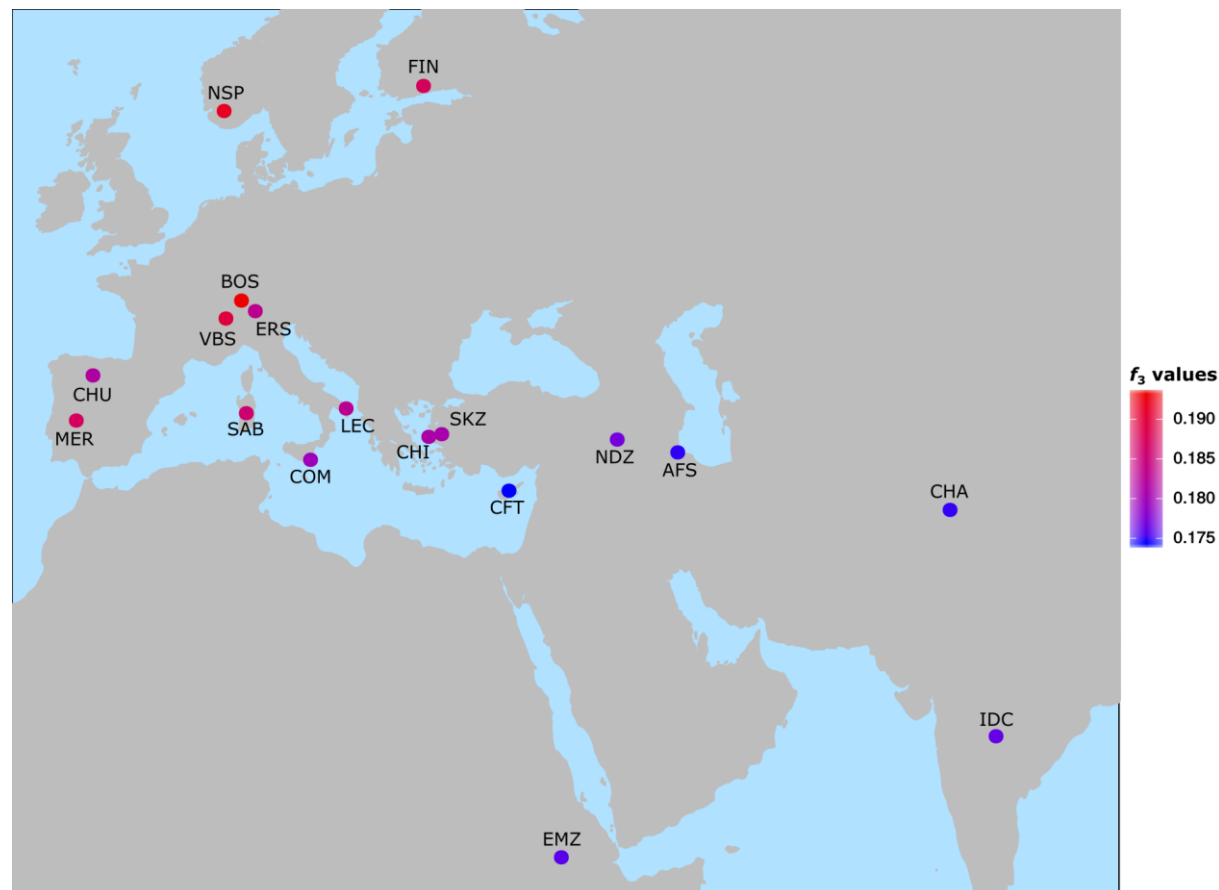 FIN
NSP
BOS
VBS
ERS
CHU
MER
SAB
LEC
COM
CHI
SKZ
CFT
NDZ
AFS
CHA
IDC
EMZ
f₃ values
0.190
0.185
0.180
0.175